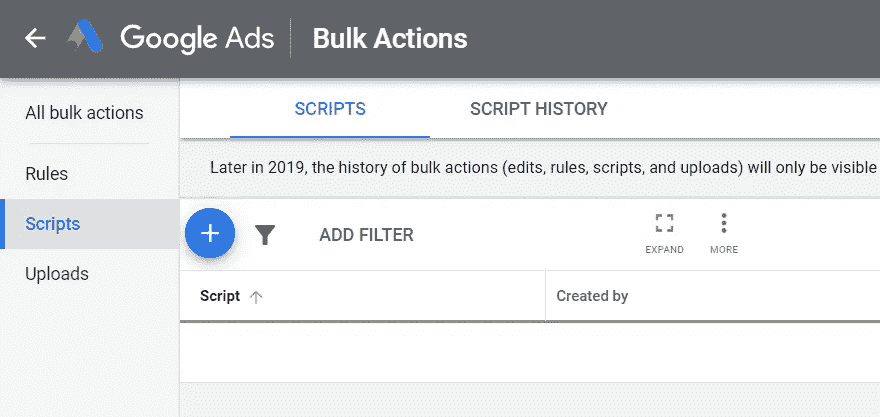 Google Ads Bulk Actions
All bulk actions
Rules
Scripts
Uploads
SCRIPTS SCRIPT HISTORY
Later in 2019, the history of bulk actions (edits, rules, scripts, and uploads) will only be visible
ADD FILTER
EXPAND MORE
Script Created by